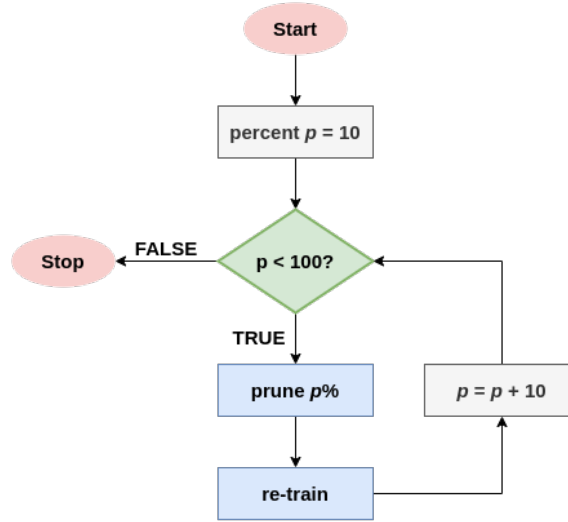 Start
percent p = 10
p < 100?
FALSE
Stop
TRUE
prune p%
p = p + 10
re-train